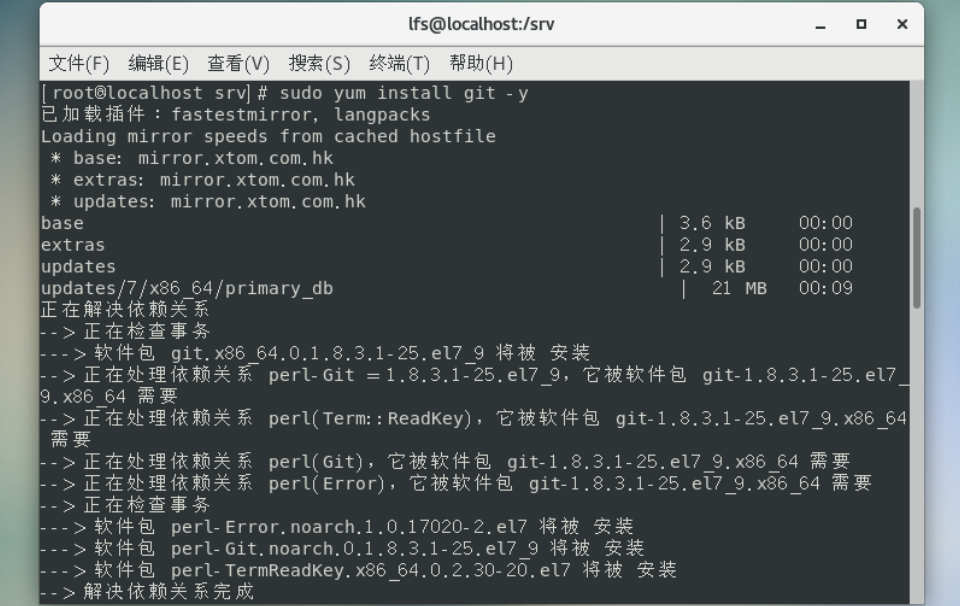 lfs@localhost:/srv
文件(F) 编辑(E) 查看(V) 搜索(S) 终端(T) 帮助(H)
[root@localhost srv]# sudo yum install git -y
已加载插件：fastestmirror, langpacks
Loading mirror speeds from cached hostfile
 * base: mirror.xtom.com.hk
 * extras: mirror.xtom.com.hk
 * updates: mirror.xtom.com.hk
base | 3.6 kB 00:00
extras | 2.9 kB 00:00
updates | 2.9 kB 00:00
updates/7/x86_64/primary_db | 21 MB 00:09
正在解决依赖关系
--> 正在检查事务
---> 软件包 git.x86_64.0.1.8.3.1-25.el7_9 将被 安装
--> 正在处理依赖关系 perl-Git = 1.8.3.1-25.el7_9，它被软件包 git-1.8.3.1-25.el7_
9.x86_64 需要
--> 正在处理依赖关系 perl(Term::ReadKey)，它被软件包 git-1.8.3.1-25.el7_9.x86_64
 需要
--> 正在处理依赖关系 perl(Git)，它被软件包 git-1.8.3.1-25.el7_9.x86_64 需要
--> 正在处理依赖关系 perl(Error)，它被软件包 git-1.8.3.1-25.el7_9.x86_64 需要
--> 正在检查事务
---> 软件包 perl-Error.noarch.1.0.17020-2.el7 将被 安装
---> 软件包 perl-Git.noarch.0.1.8.3.1-25.el7_9 将被 安装
---> 软件包 perl-TermReadKey.x86_64.0.2.30-20.el7 将被 安装
--> 解决依赖关系完成